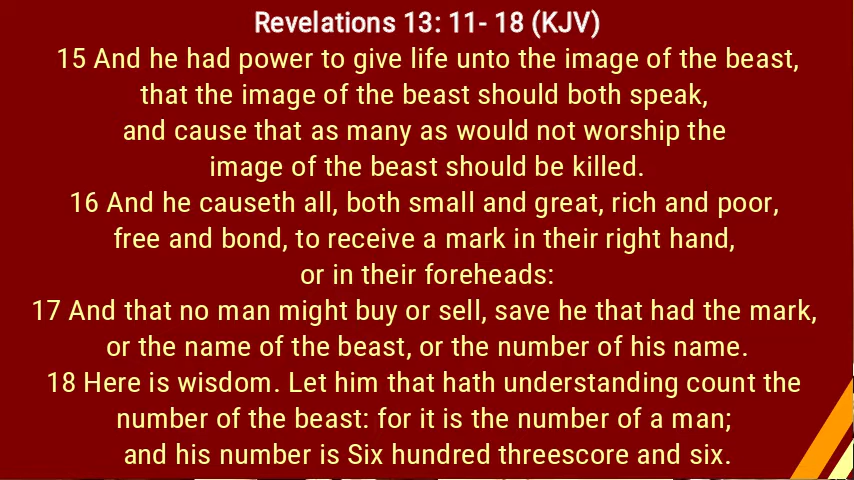 Revelations 13: 11- 18 (KJV)
15 And he had power to give life unto the image of the beast,
that the image of the beast should both speak,
and cause that as many as would not worship the
image of the beast should be killed.
16 And he causeth all, both small and great, rich and poor,
free and bond, to receive a mark in their right hand,
or in their foreheads:
17 And that no man might buy or sell, save he that had the mark,
or the name of the beast, or the number of his name.
18 Here is wisdom. Let him that hath understanding count the
number of the beast: for it is the number of a man;
and his number is Six hundred threescore and six.